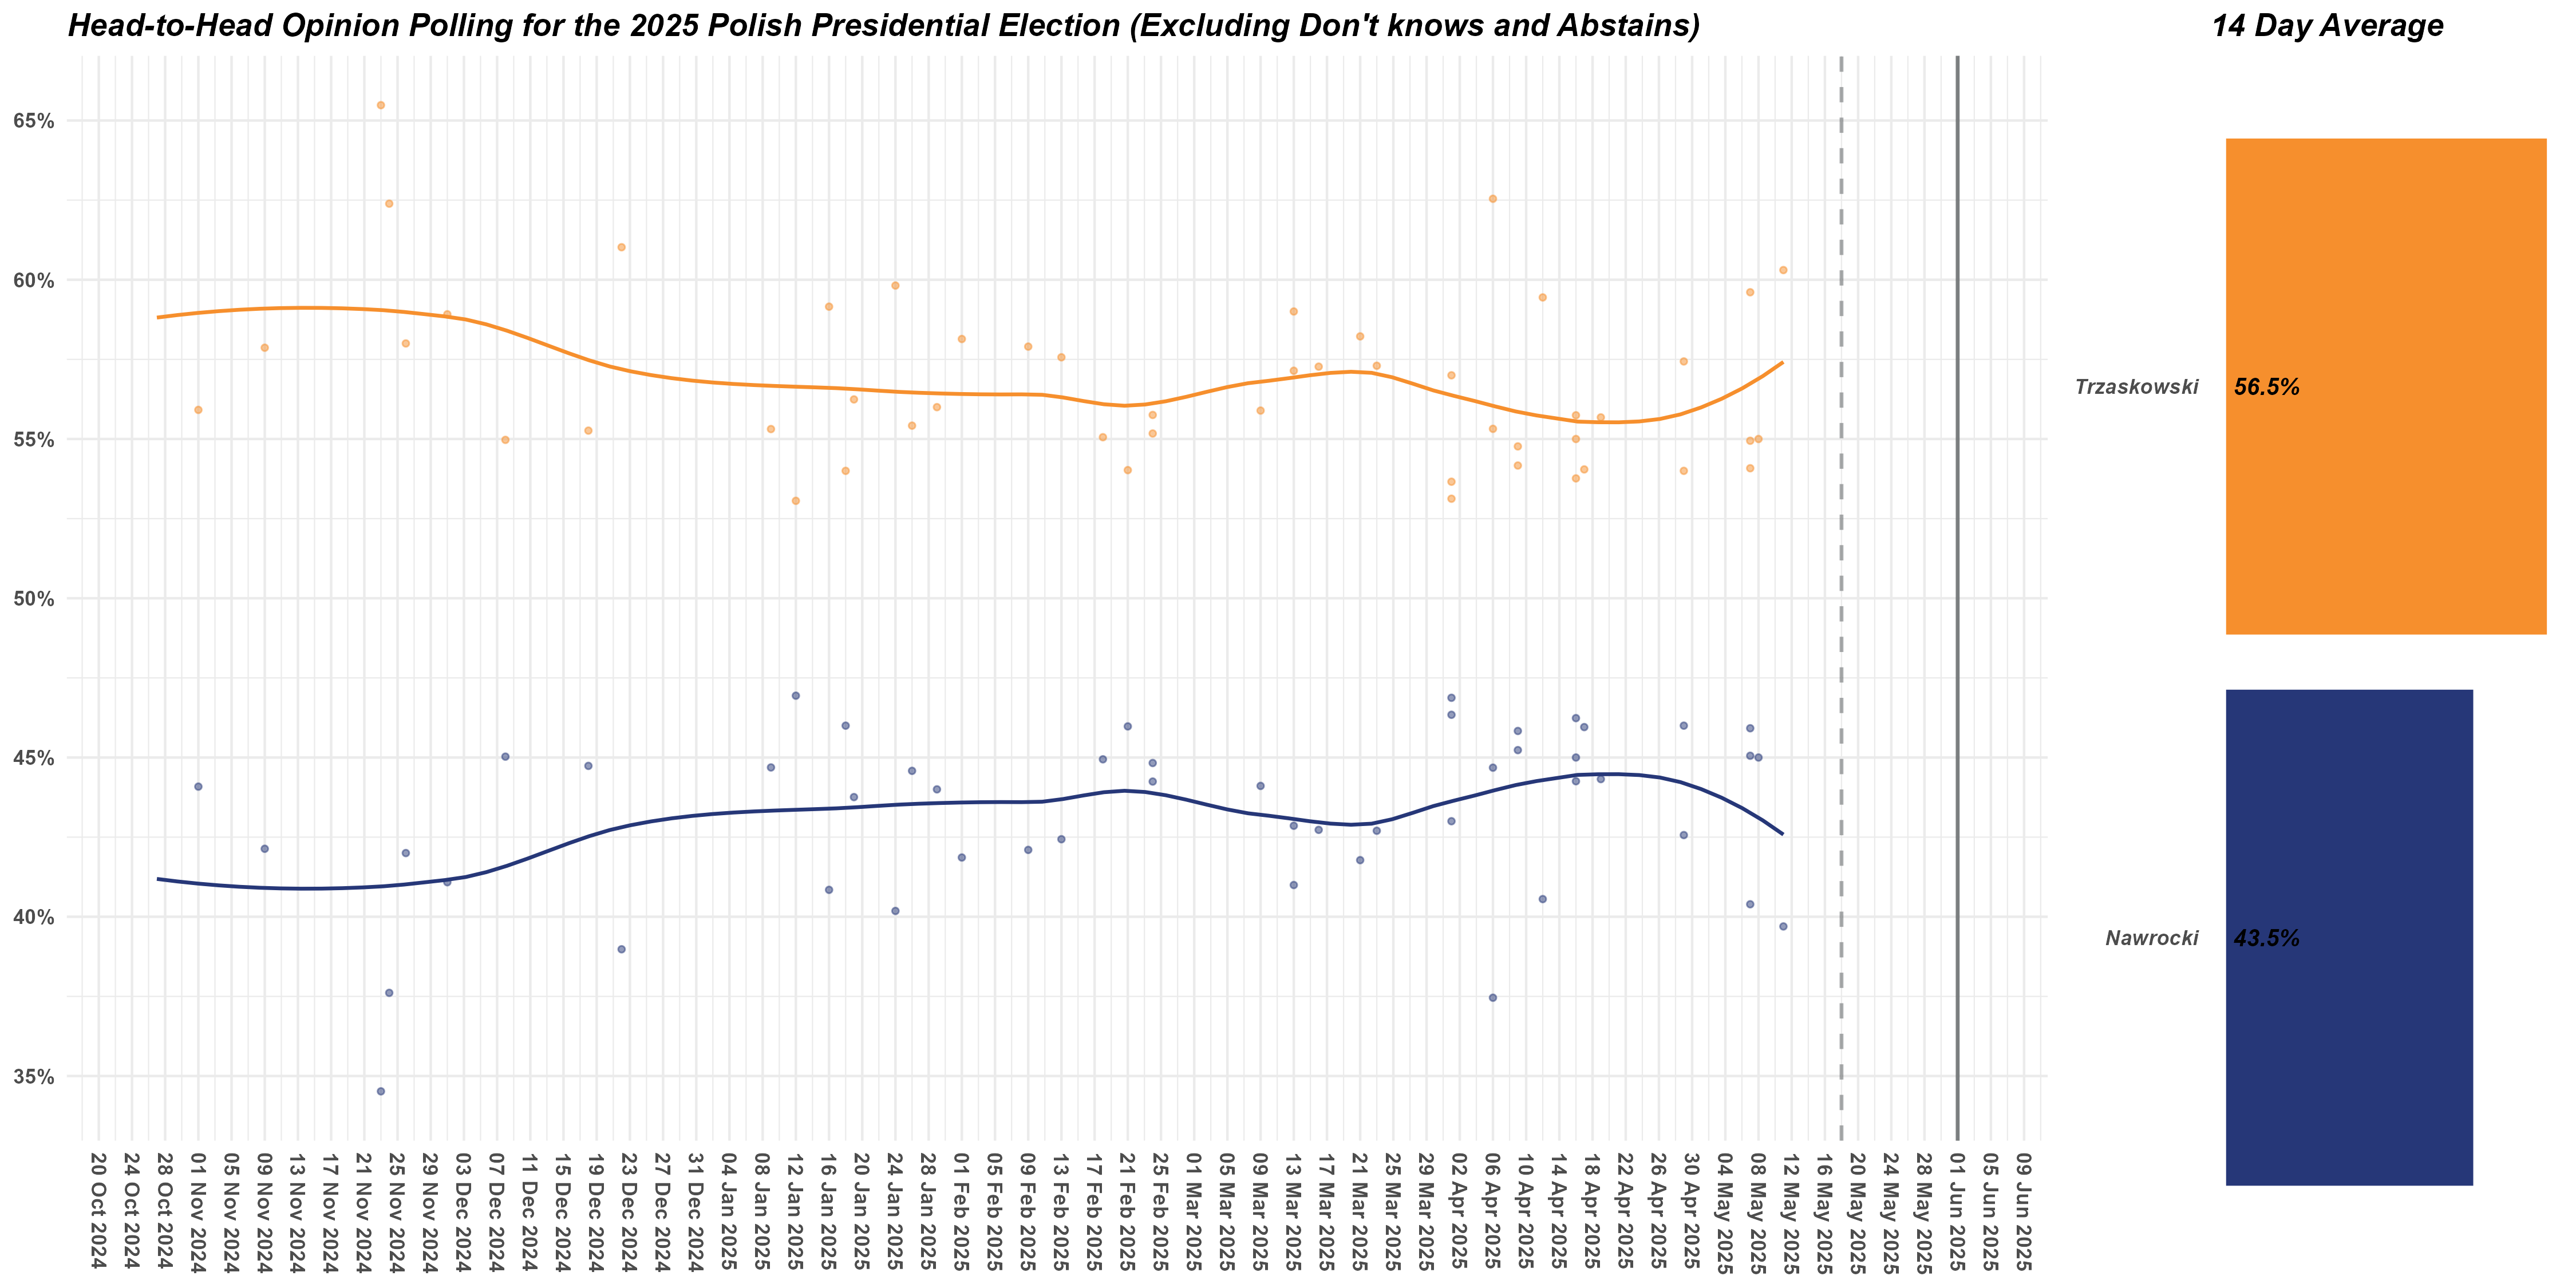 Head-to-Head Opinion Polling for the 2025 Polish Presidential Election (Excluding Don't knows and Abstains)
14 Day Average
65%
60%
55%
50%
45%
40%
35%
Trzaskowski
56.5%
Nawrocki
43.5%
20 Oct 2024
24 Oct 2024
28 Oct 2024
01 Nov 2024
05 Nov 2024
09 Nov 2024
13 Nov 2024
17 Nov 2024
21 Nov 2024
25 Nov 2024
29 Nov 2024
03 Dec 2024
07 Dec 2024
11 Dec 2024
15 Dec 2024
19 Dec 2024
23 Dec 2024
27 Dec 2024
31 Dec 2024
04 Jan 2025
08 Jan 2025
12 Jan 2025
16 Jan 2025
20 Jan 2025
24 Jan 2025
28 Jan 2025
01 Feb 2025
05 Feb 2025
09 Feb 2025
13 Feb 2025
17 Feb 2025
21 Feb 2025
25 Feb 2025
01 Mar 2025
05 Mar 2025
09 Mar 2025
13 Mar 2025
17 Mar 2025
21 Mar 2025
25 Mar 2025
29 Mar 2025
02 Apr 2025
06 Apr 2025
10 Apr 2025
14 Apr 2025
18 Apr 2025
22 Apr 2025
26 Apr 2025
30 Apr 2025
04 May 2025
08 May 2025
12 May 2025
16 May 2025
20 May 2025
24 May 2025
28 May 2025
01 Jun 2025
05 Jun 2025
09 Jun 2025